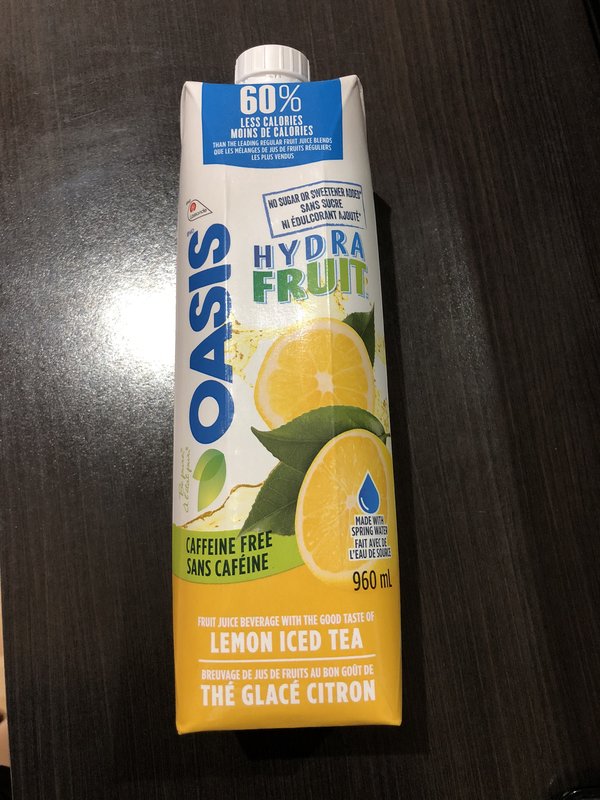 60%
LESS CALORIES
MOINS DE CALORIES
THAN THE LEADING REGULAR FRUIT JUICE BLENDS
QUE LES MÉLANGES DE JUS DE FRUITS RÉGULIERS
LES PLUS VENDUS
NO SUGAR OR SWEETENER ADDED*
SANS SUCRE
NI ÉDULCORANT AJOUTÉ*
Lassonde
OASIS
HYDRA
FRUIT
MADE WITH
SPRING WATER
FAIT AVEC DE
L'EAU DE SOURCE
CAFFEINE FREE
SANS CAFÉINE
960 mL
FRUIT JUICE BEVERAGE WITH THE GOOD TASTE OF
LEMON ICED TEA
BREUVAGE DE JUS DE FRUITS AU BON GOÛT DE
THÉ GLACÉ CITRON